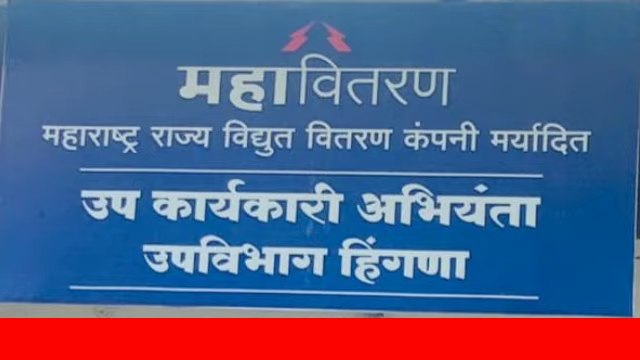 महावितरण
महाराष्ट्र राज्य विद्युत वितरण कंपनी मर्यादित
उप कार्यकारी अभियंता
उपविभाग हिंगणा